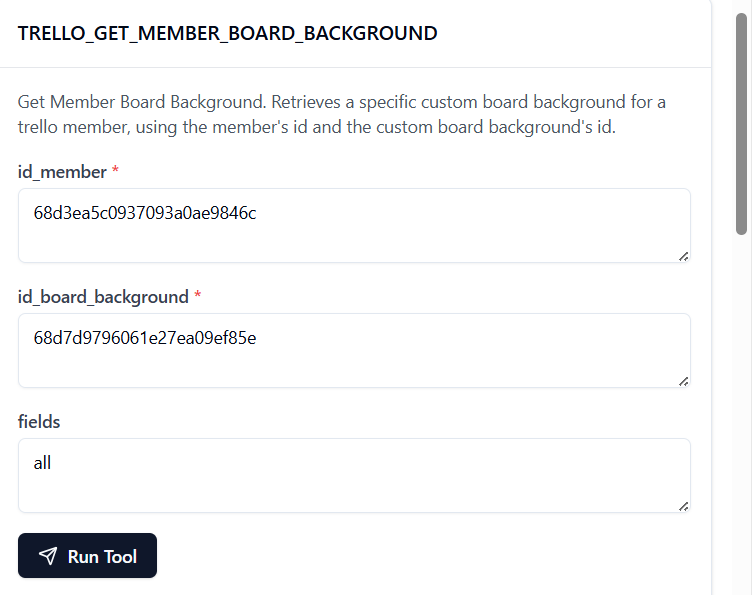 TRELLO_GET_MEMBER_BOARD_BACKGROUND
Get Member Board Background. Retrieves a specific custom board background for a
trello member, using the member's id and the custom board background's id.
id_member *
68d3ea5c0937093a0ae9846c
id_board_background *
68d7d9796061e27ea09ef85e
fields
all
Run Tool